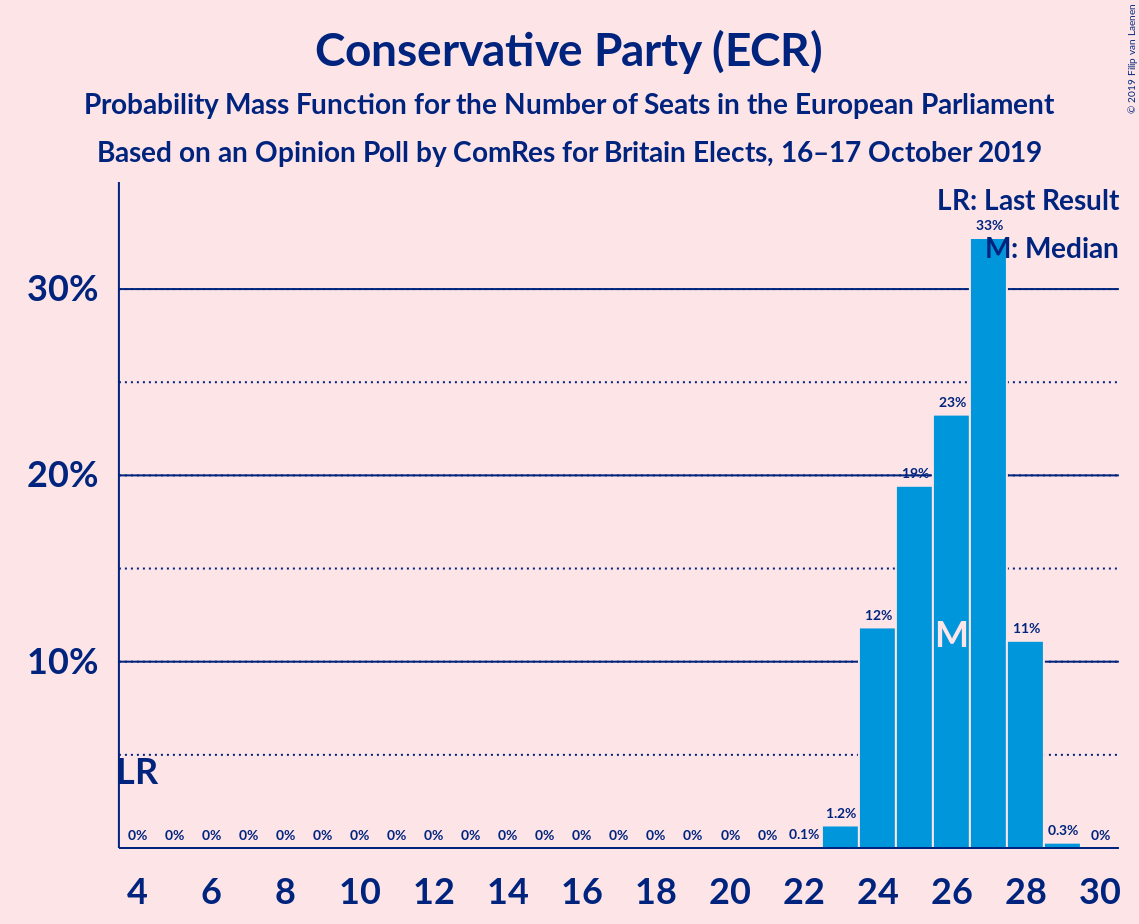 © 2019 Filip van Laenen
Conservative Party (ECR)
Probability Mass Function for the Number of Seats in the European Parliament
Based on an Opinion Poll by ComRes for Britain Elects, 16–17 October 2019
LR: Last Result
M: Median
33%
30%
23%
20%
19%
12%
11%
M
10%
LR
1.2%
0% 0% 0% 0% 0% 0% 0% 0% 0% 0% 0% 0% 0% 0% 0% 0% 0% 0% 0.1% 0.3% 0%
4 6 8 10 12 14 16 18 20 22 24 26 28 30